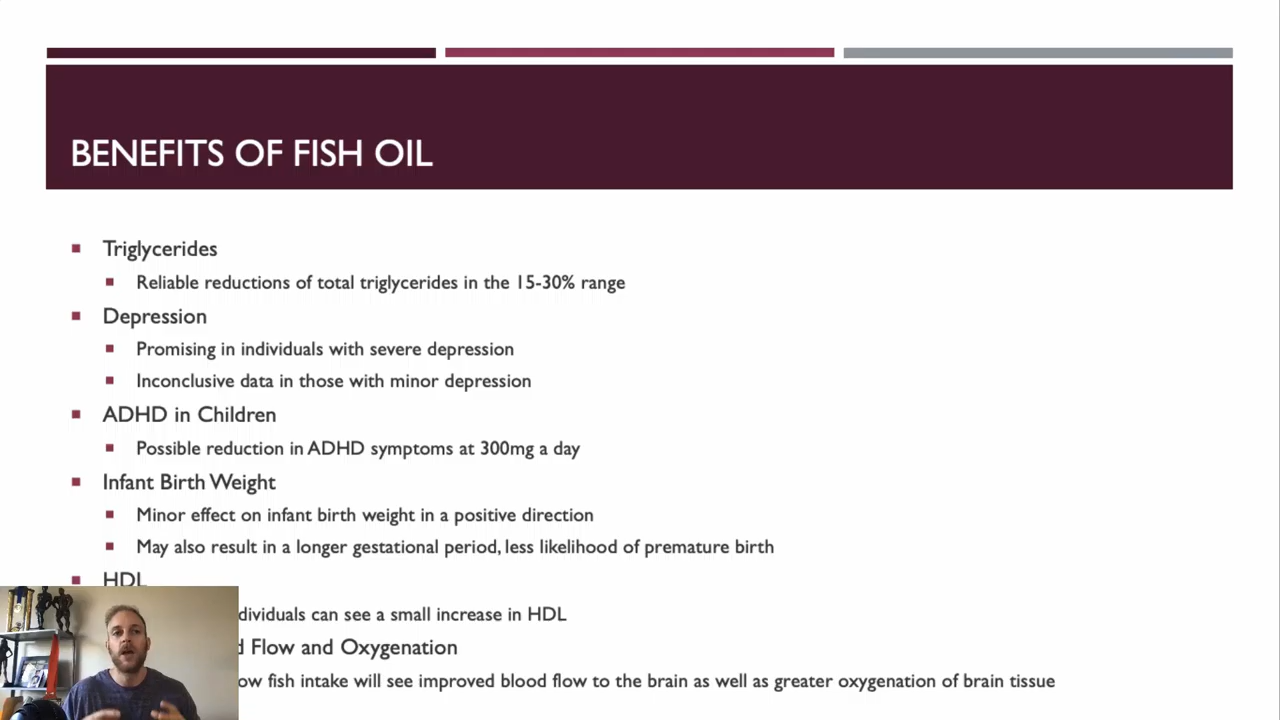 BENEFITS OF FISH OIL
Triglycerides
Reliable reductions of total triglycerides in the 15-30% range
Depression
Promising in individuals with severe depression
Inconclusive data in those with minor depression
ADHD in Children
Possible reduction in ADHD symptoms at 300mg a day
Infant Birth Weight
Minor effect on infant birth weight in a positive direction
May also result in a longer gestational period, less likelihood of premature birth
HDL
can see a small increase in HDL
Flow and Oxygenation
fish intake will see improved blood flow to the brain as well as greater oxygenation of brain tissue